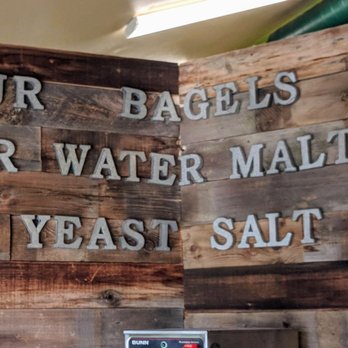 UR BAGELS
R WATER MALT
YEAST SALT
BUNN